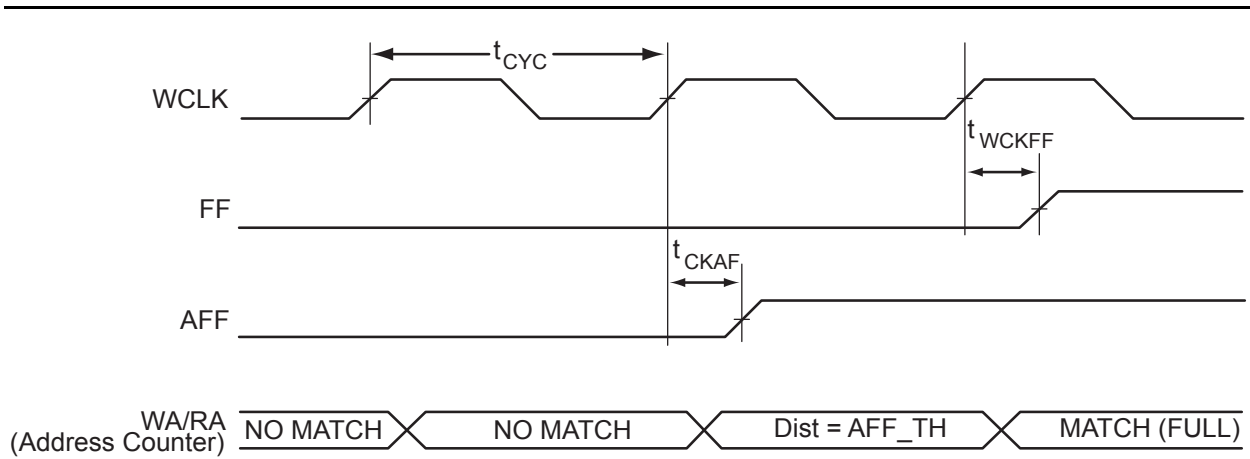 tCYC
WCLK
tWCKFF
FF
tCKAF
AFF
WA/RA
(Address Counter)
NO MATCH
NO MATCH
Dist = AFF_TH
MATCH (FULL)